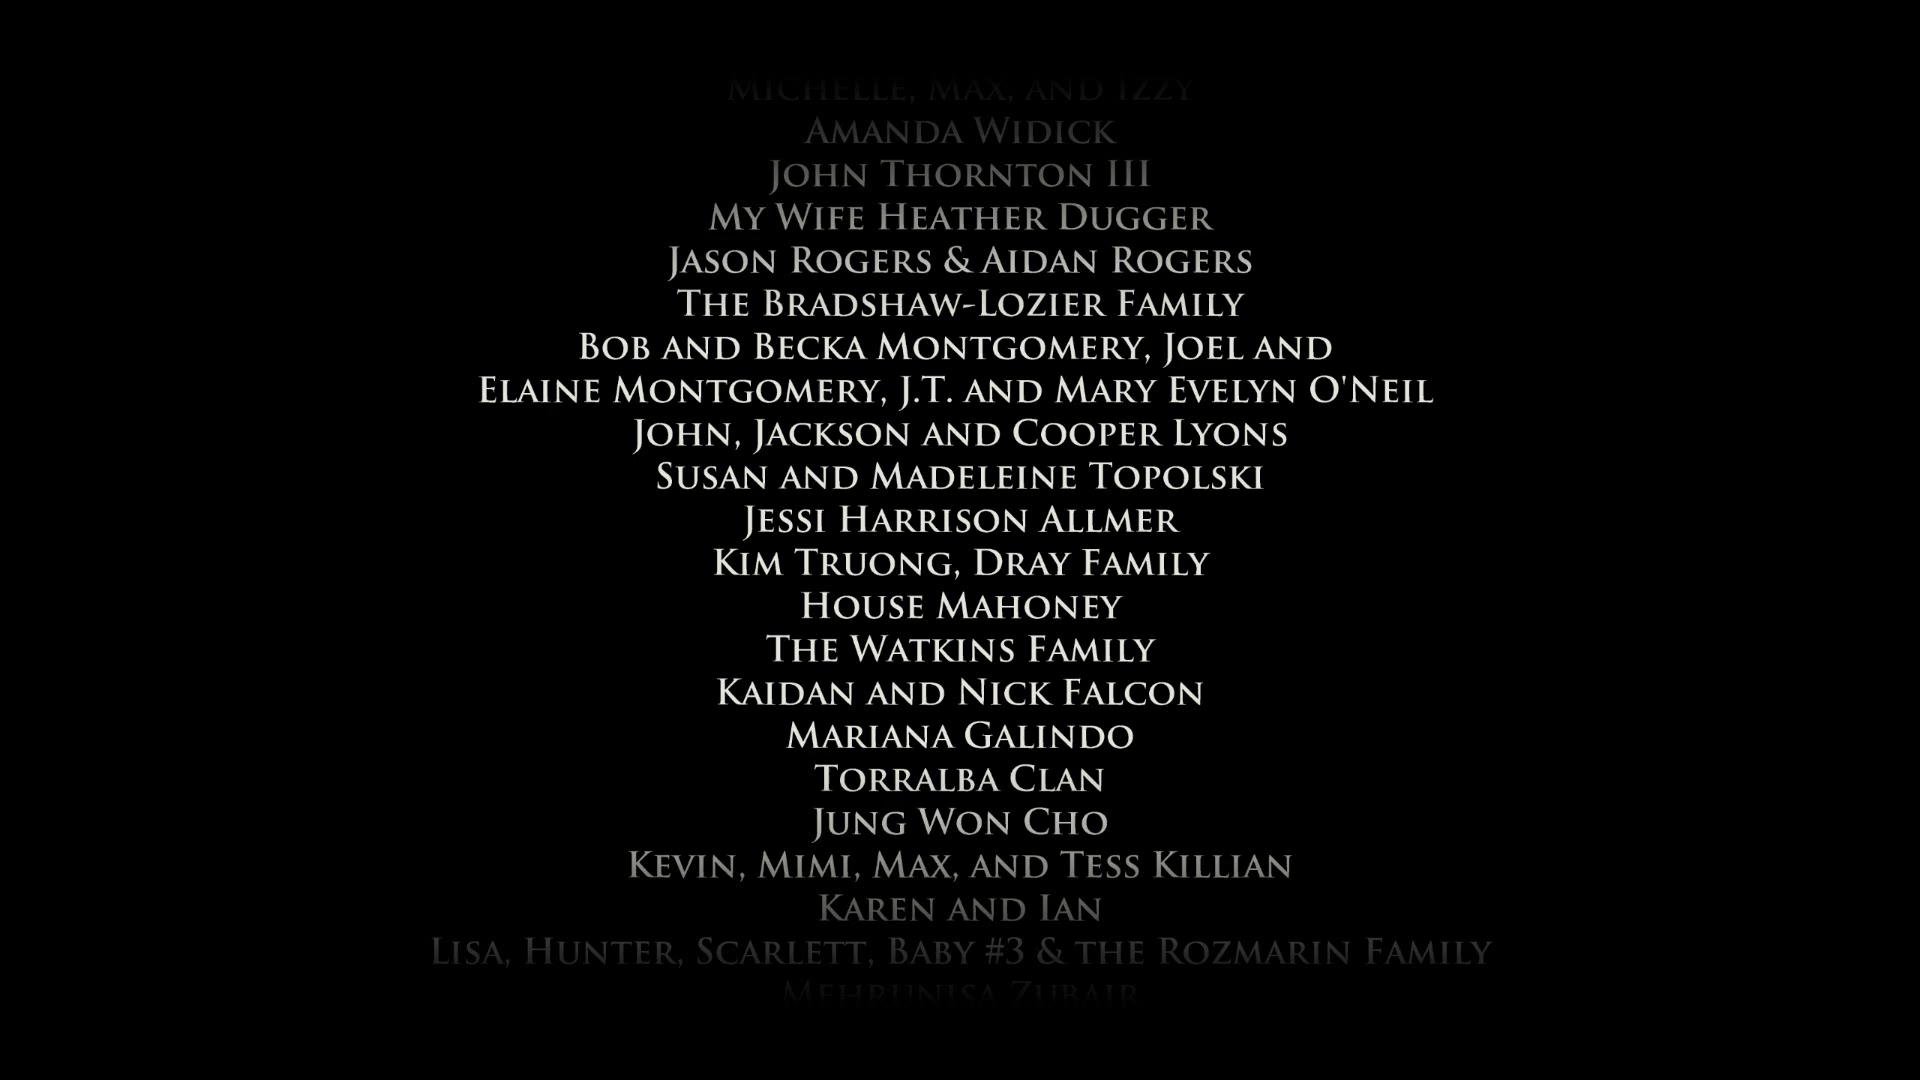 Michelle, Max, and Izzy
Amanda Widick
John Thornton III
My Wife Heather Dugger
Jason Rogers & Aidan Rogers
The Bradshaw-Lozier Family
Bob and Becka Montgomery, Joel and
Elaine Montgomery, J.T. and Mary Evelyn O'Neil
John, Jackson and Cooper Lyons
Susan and Madeleine Topolski
Jessi Harrison Allmer
Kim Truong, Dray Family
House Mahoney
The Watkins Family
Kaidan and Nick Falcon
Mariana Galindo
Torralba Clan
Jung Won Cho
Kevin, Mimi, Max, and Tess Killian
Karen and Ian
Lisa, Hunter, Scarlett, Baby #3 & the Rozmarin Family
Mehrunisa Zubair